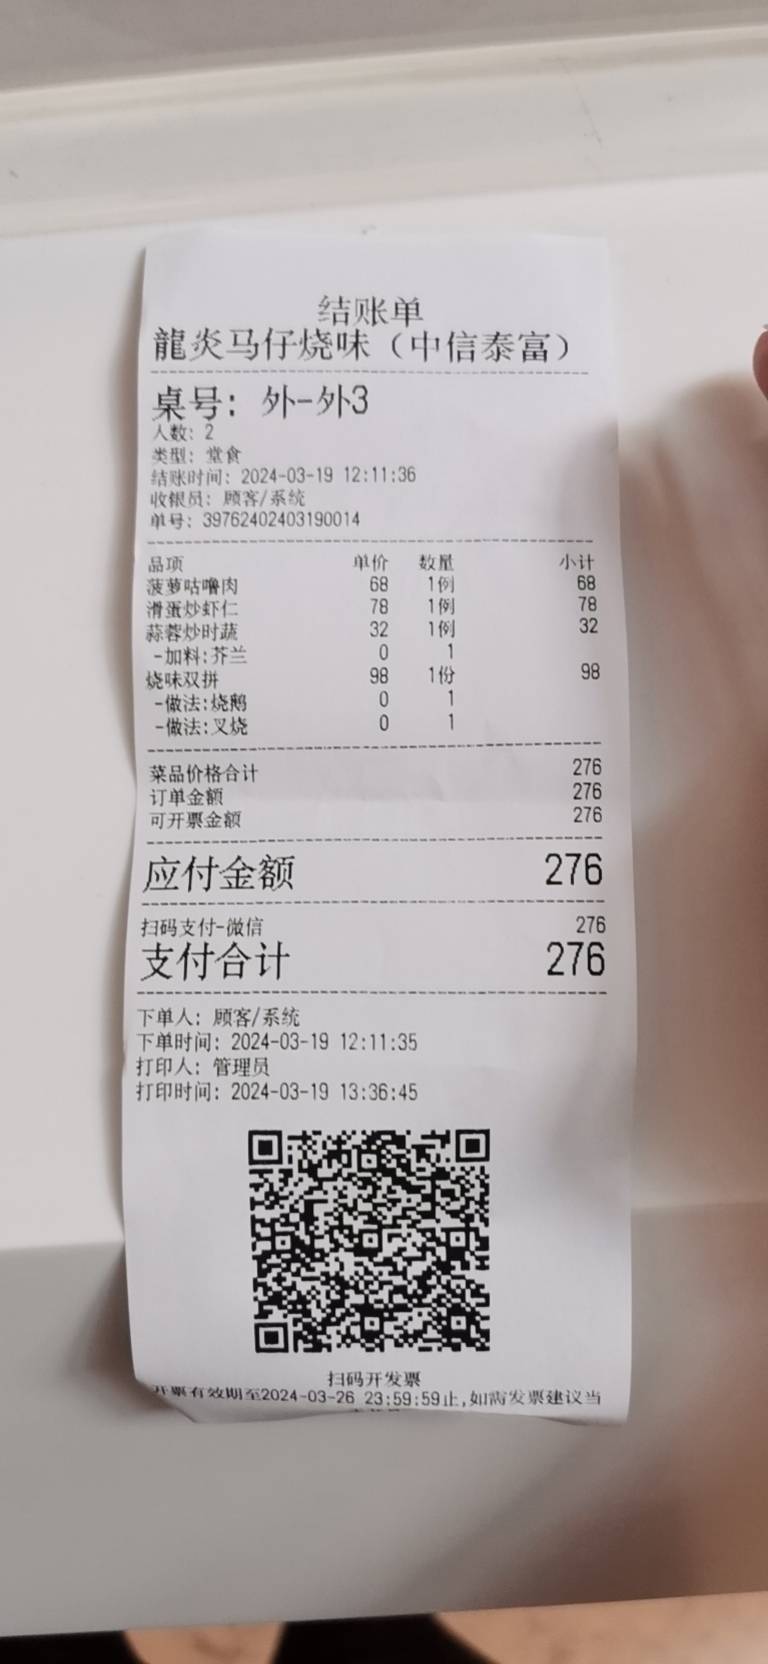 结账单
龍炎马仔烧味（中信泰富）
桌号：外-外3
人数：2
类型：堂食
结账时间：2024-03-19 12:11:36
收银员：顾客/系统
单号：39762402403190014
品项 单价 数量 小计
菠萝咕噜肉 68 1例 68
滑蛋炒虾仁 78 1例 78
蒜蓉炒时蔬 32 1例 32
-加料:芥兰 0 1
烧味双拼 98 1份 98
-做法:烧鹅 0 1
-做法:叉烧 0 1
菜品价格合计 276
订单金额 276
可开票金额 276
应付金额 276
扫码支付-微信 276
支付合计 276
下单人：顾客/系统
下单时间：2024-03-19 12:11:35
打印人：管理员
打印时间：2024-03-19 13:36:45
扫码开发票
开票有效期至2024-03-26 23:59:59止,如需发票建议当